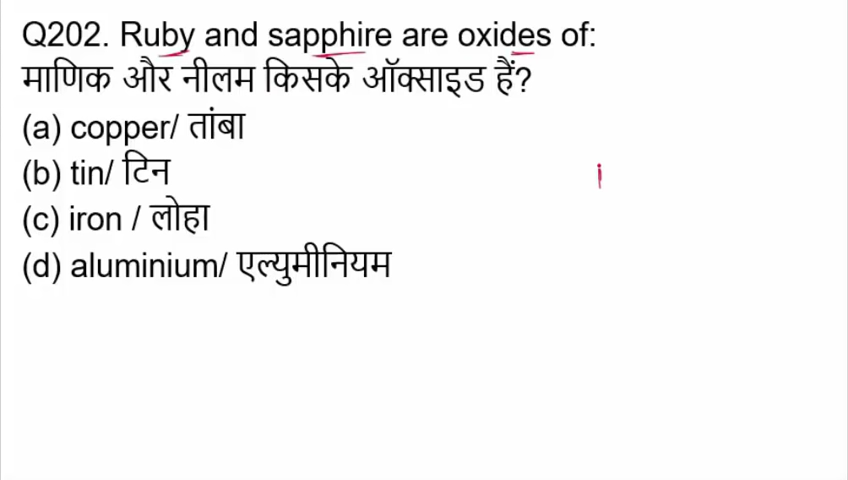 Q202. Ruby and sapphire are oxides of:
माणिक और नीलम किसके ऑक्साइड हैं?
(a) copper/ तांबा
(b) tin/ टिन
(c) iron / लोहा
(d) aluminium/ एल्युमीनियम